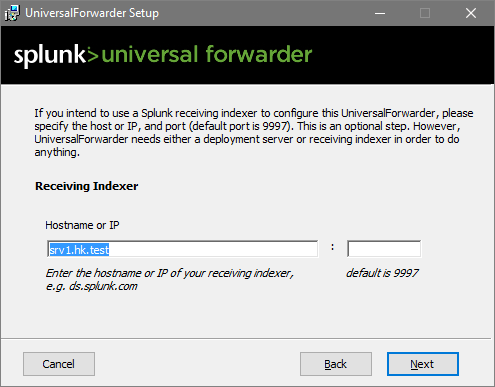 UniversalForwarder Setup
splunk> universal forwarder
If you intend to use a Splunk receiving indexer to configure this UniversalForwarder, please
specify the host or IP, and port (default port is 9997). This is an optional step. However,
UniversalForwarder needs either a deployment server or receiving indexer in order to do
anything.
Receiving Indexer
Hostname or IP
srv1.hk.test :
Enter the hostname or IP of your receiving indexer, default is 9997
e.g. ds.splunk.com
Cancel Back Next